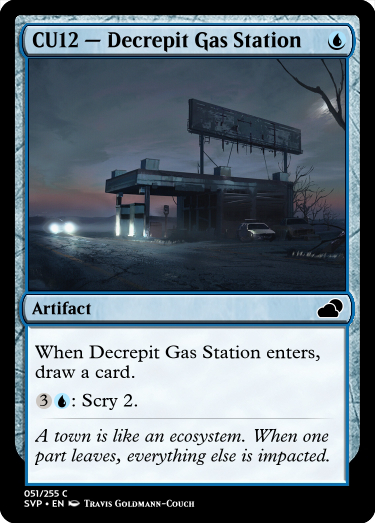 CU12 — Decrepit Gas Station
Artifact
When Decrepit Gas Station enters,
draw a card.
3: Scry 2.
A town is like an ecosystem. When one
part leaves, everything else is impacted.
051/255 C
SVP • EN Travis Goldmann-Couch